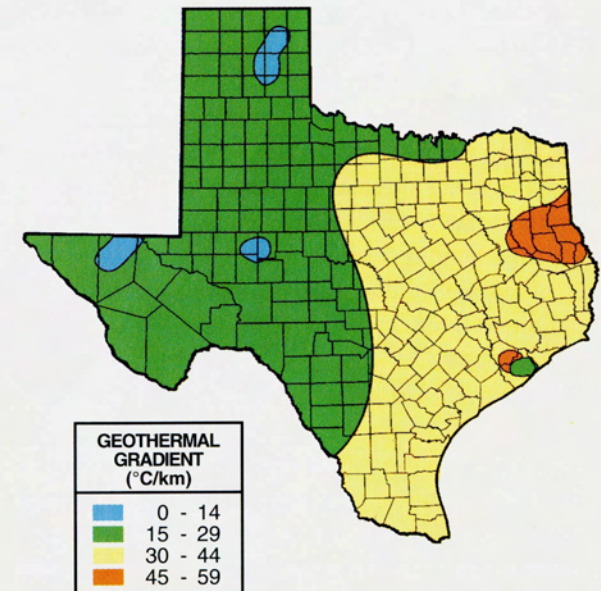 GEOTHERMAL
GRADIENT
(°C/km)
0 - 14
15 - 29
30 - 44
45 - 59